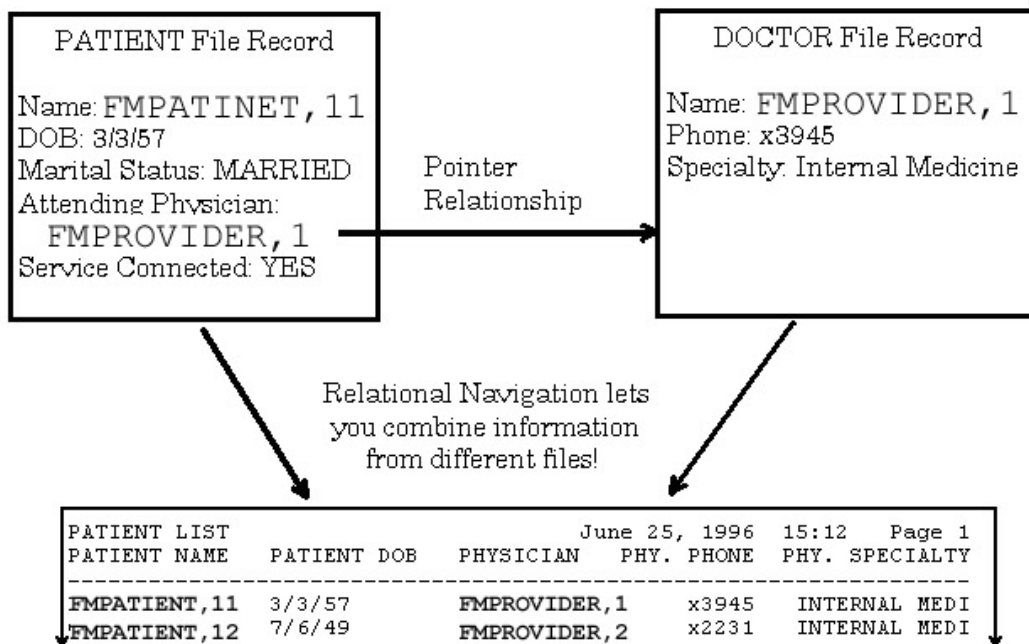 PATIENT File Record
Name: FMPATINET,11
DOB: 3/3/57
Marital Status: MARRIED
Attending Physician:
FMPROVIDER,1
Service Connected: YES
Pointer
Relationship
DOCTOR File Record
Name: FMPROVIDER,1
Phone: x3945
Specialty: Internal Medicine
Relational Navigation lets
you combine information
from different files!
PATIENT LIST June 25, 1996 15:12 Page 1
PATIENT NAME PATIENT DOB PHYSICIAN PHY. PHONE PHY. SPECIALTY
--------------------------------------------------------------------------
FMPATIENT,11 3/3/57 FMPROVIDER,1 x3945 INTERNAL MEDI
FMPATIENT,12 7/6/49 FMPROVIDER,2 x2231 INTERNAL MEDI